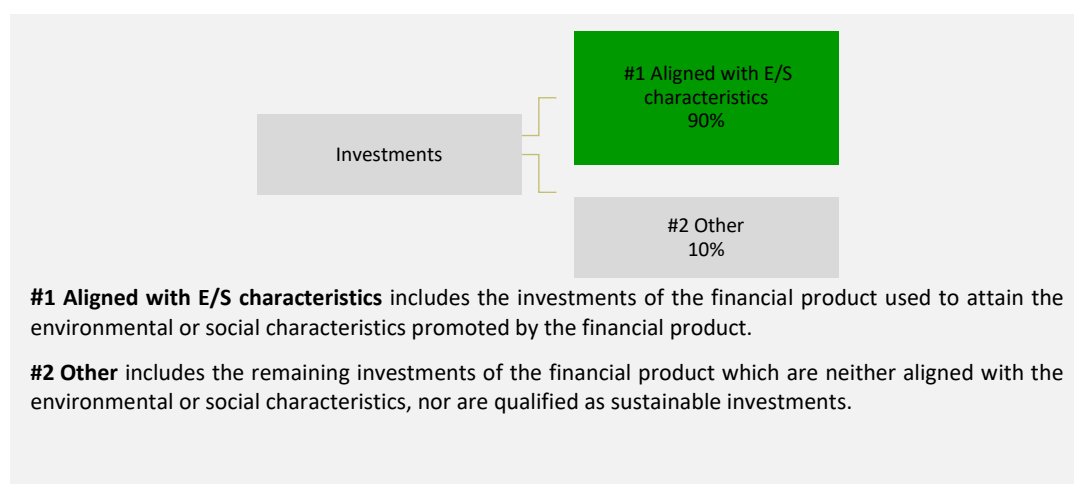 #1 Aligned with E/S
characteristics
90%
Investments
#2 Other
10%
#1 Aligned with E/S characteristics includes the investments of the financial product used to attain the
environmental or social characteristics promoted by the financial product.
#2 Other includes the remaining investments of the financial product which are neither aligned with the
environmental or social characteristics, nor are qualified as sustainable investments.